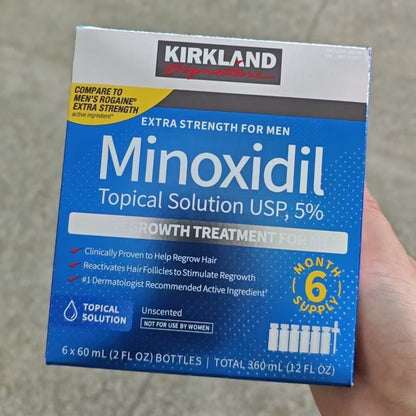 KIRKLAND
Signature
COMPARE TO
MEN'S ROGAINE®
EXTRA STRENGTH
active ingredient*
EXTRA STRENGTH FOR MEN
Minoxidil
Topical Solution USP, 5%
GROWTH TREATMENT FOR
Clinically Proven to Help Regrow Hair
Reactivates Hair Follicles to Stimulate Regrowth
#1 Dermatologist Recommended Active Ingredient†
6
MONTH
SUPPLY
TOPICAL
SOLUTION
Unscented
NOT FOR USE BY WOMEN
6 x 60 mL (2 FL OZ) BOTTLES | TOTAL 360 mL (12 FL OZ)